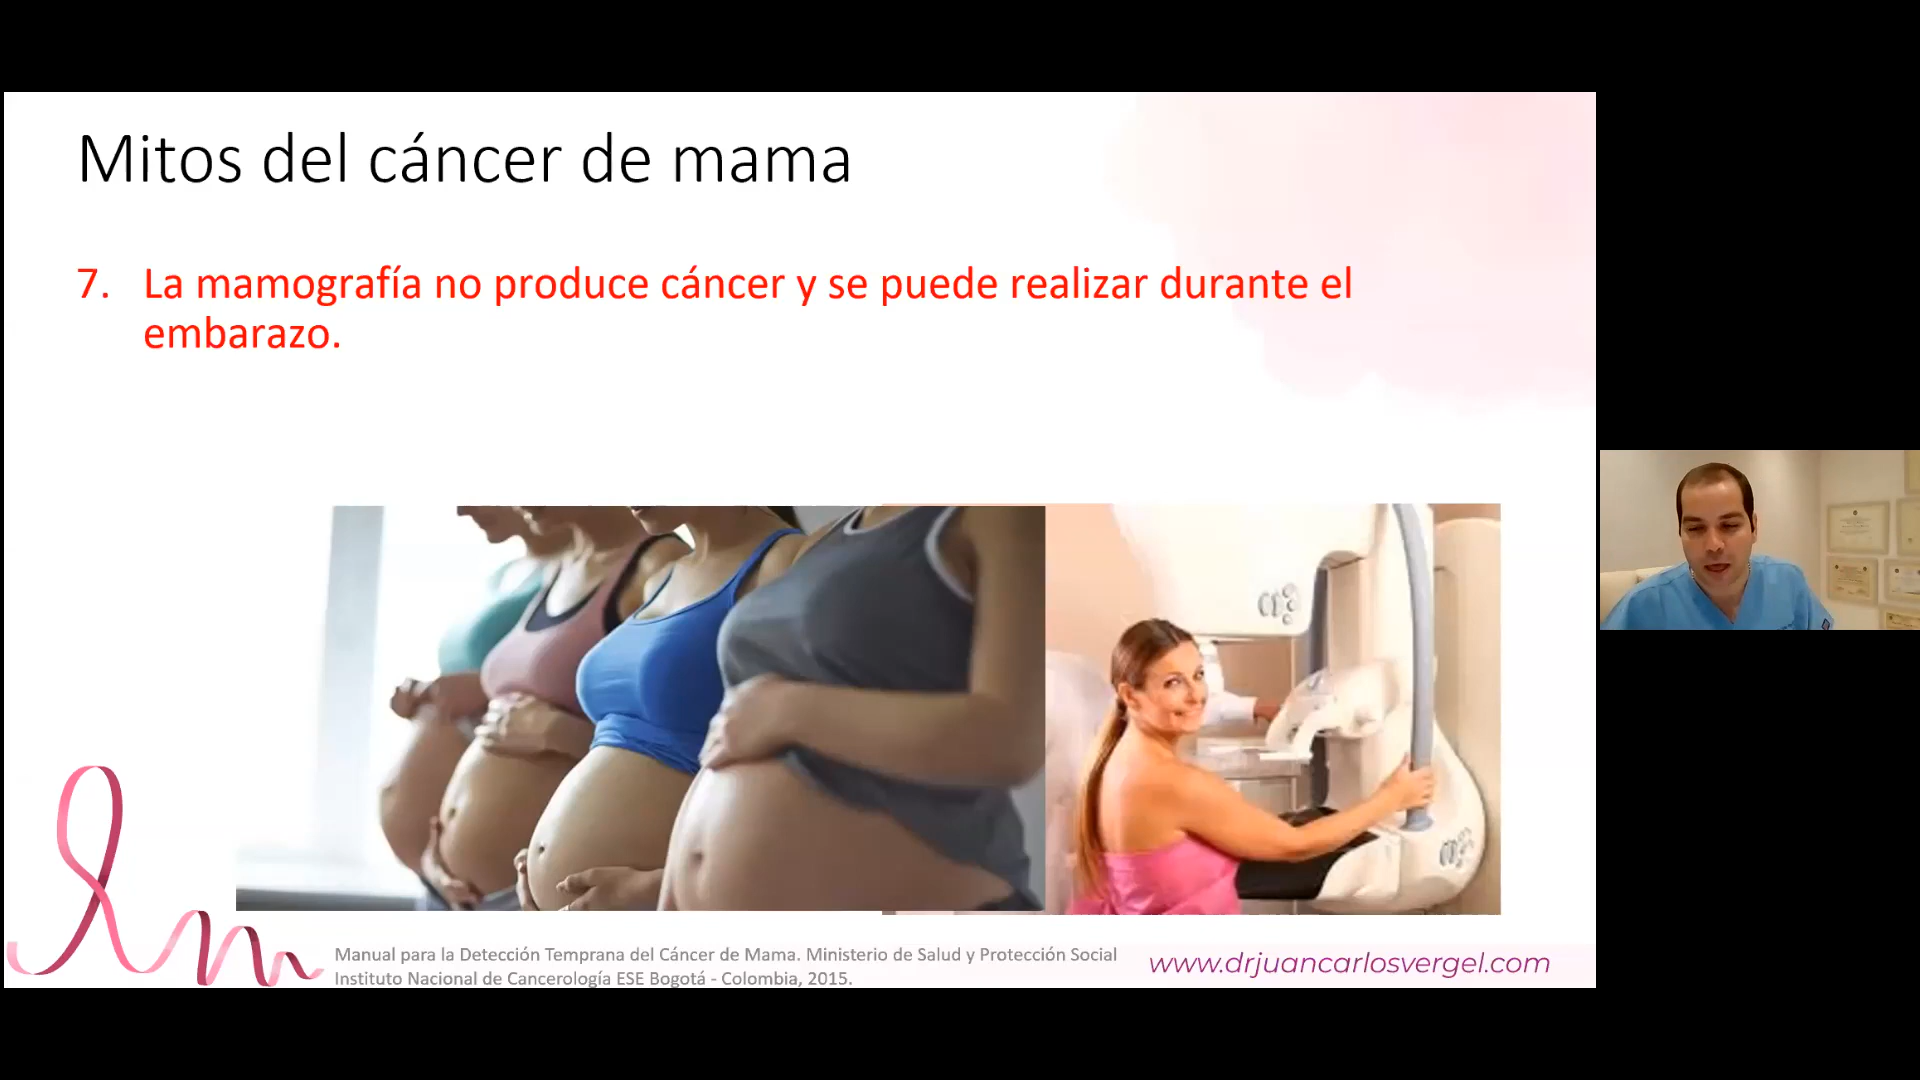 Mitos del cáncer de mama
7. La mamografía no produce cáncer y se puede realizar durante el
embarazo.
Manual para la Detección Temprana del Cáncer de Mama. Ministerio de Salud y Protección Social
Instituto Nacional de Cancerología ESE Bogotá - Colombia, 2015.
www.drjuancarlosvergel.com